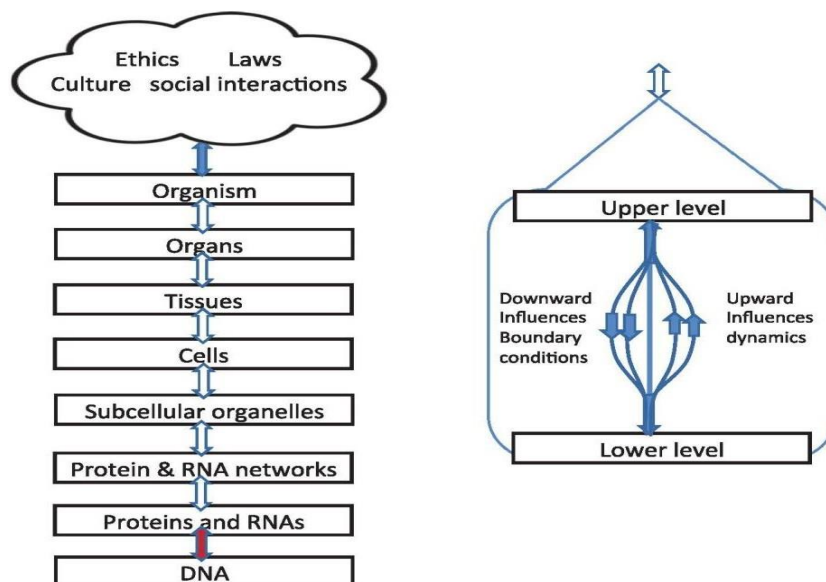 Ethics Laws
Culture social interactions
Organism
Organs
Tissues
Cells
Subcellular organelles
Protein & RNA networks
Proteins and RNAs
DNA
Upper level
Downward
Influences
Boundary
conditions
Upward
Influences
dynamics
Lower level